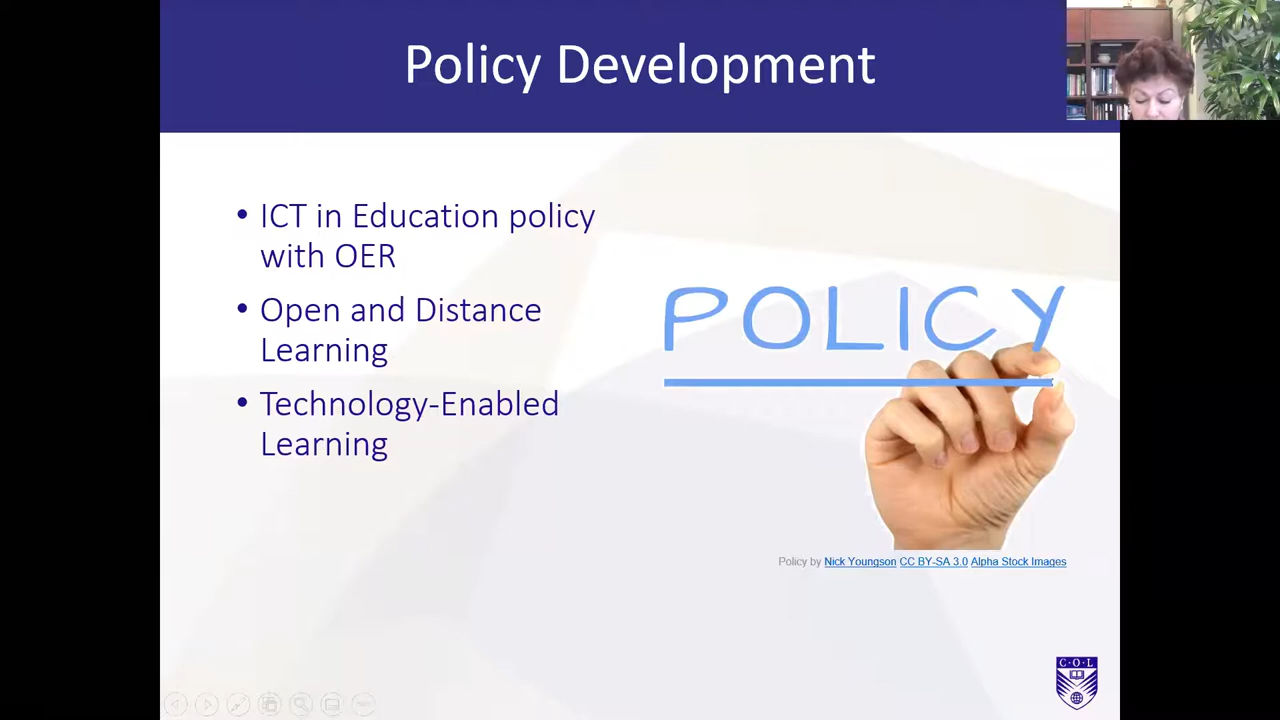 Policy Development
• ICT in Education policy
with OER
• Open and Distance
Learning
• Technology-Enabled
Learning
POLICY
Policy by Nick Youngson CC BY-SA 3.0 Alpha Stock Images
C·O·L